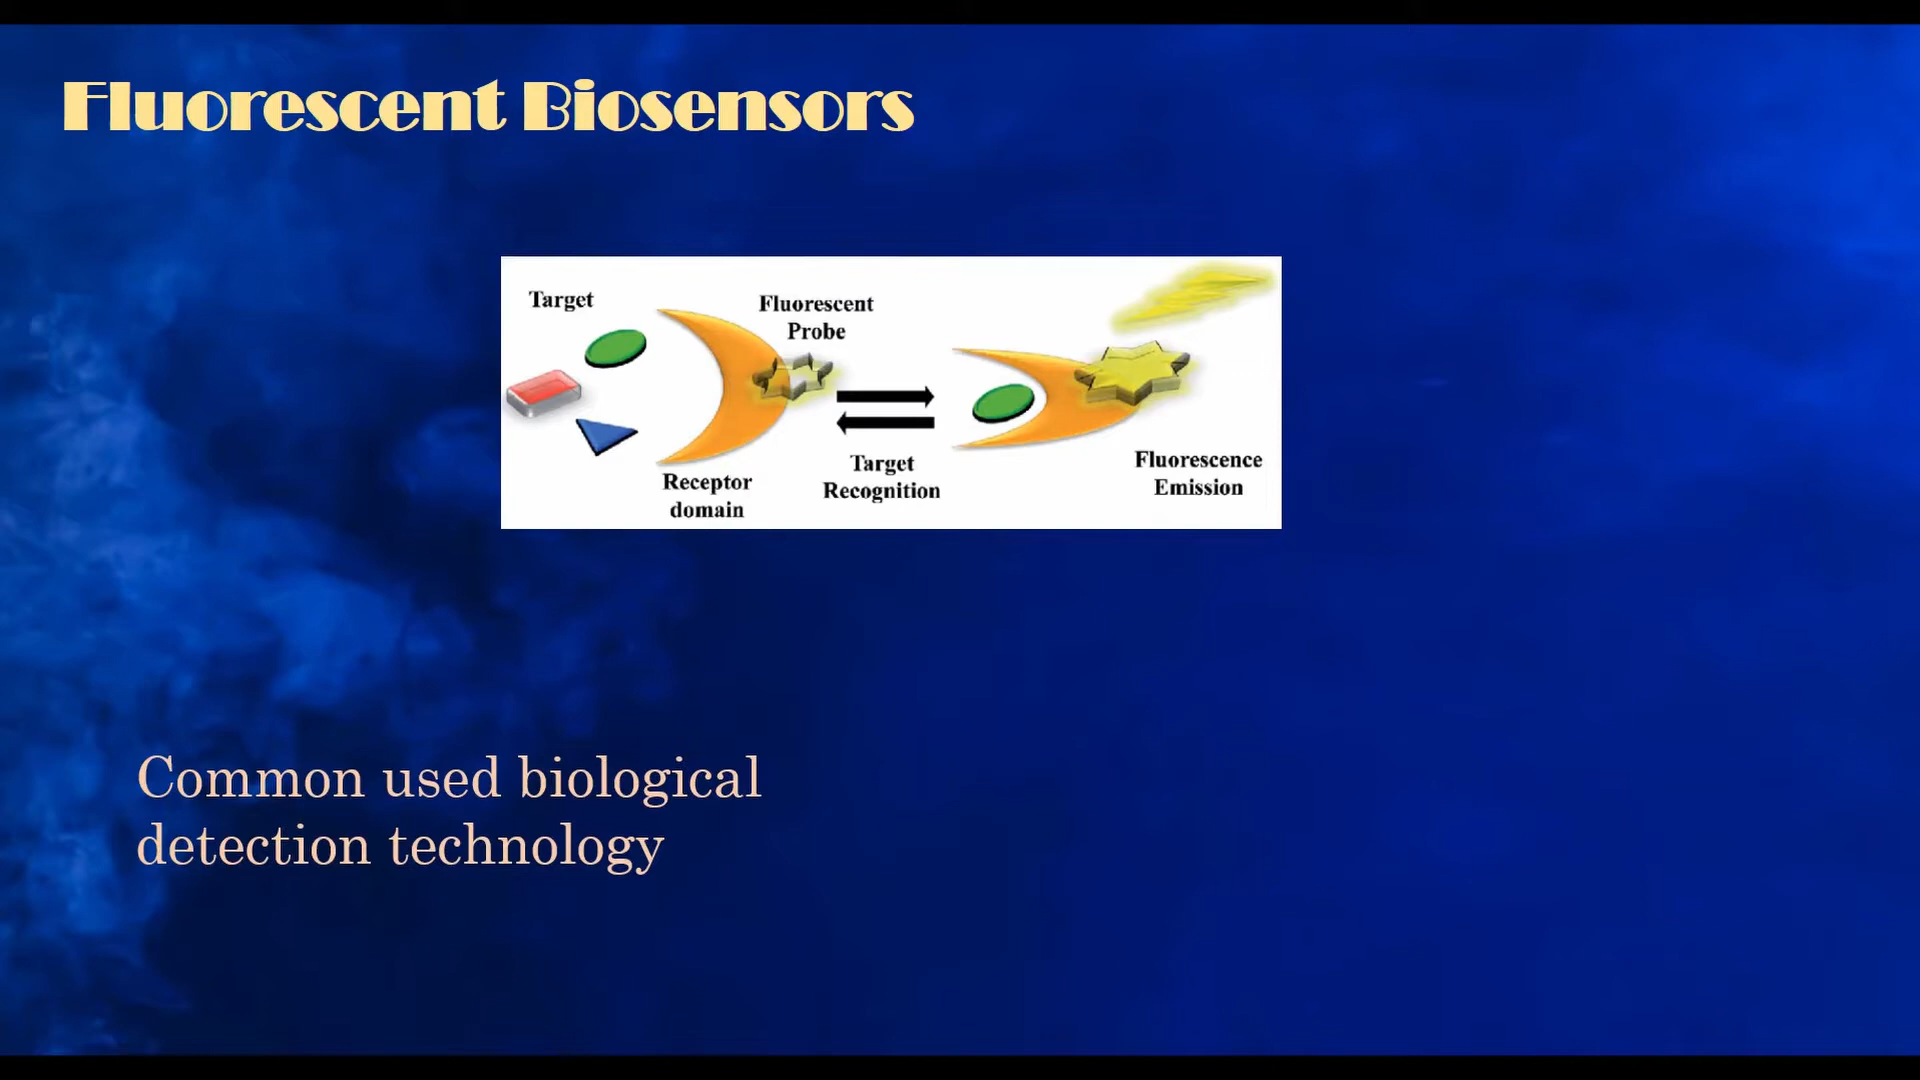 Fluorescent Biosensors
Target
Fluorescent
Probe
Receptor
domain
Target
Recognition
Fluorescence
Emission
Common used biological
detection technology